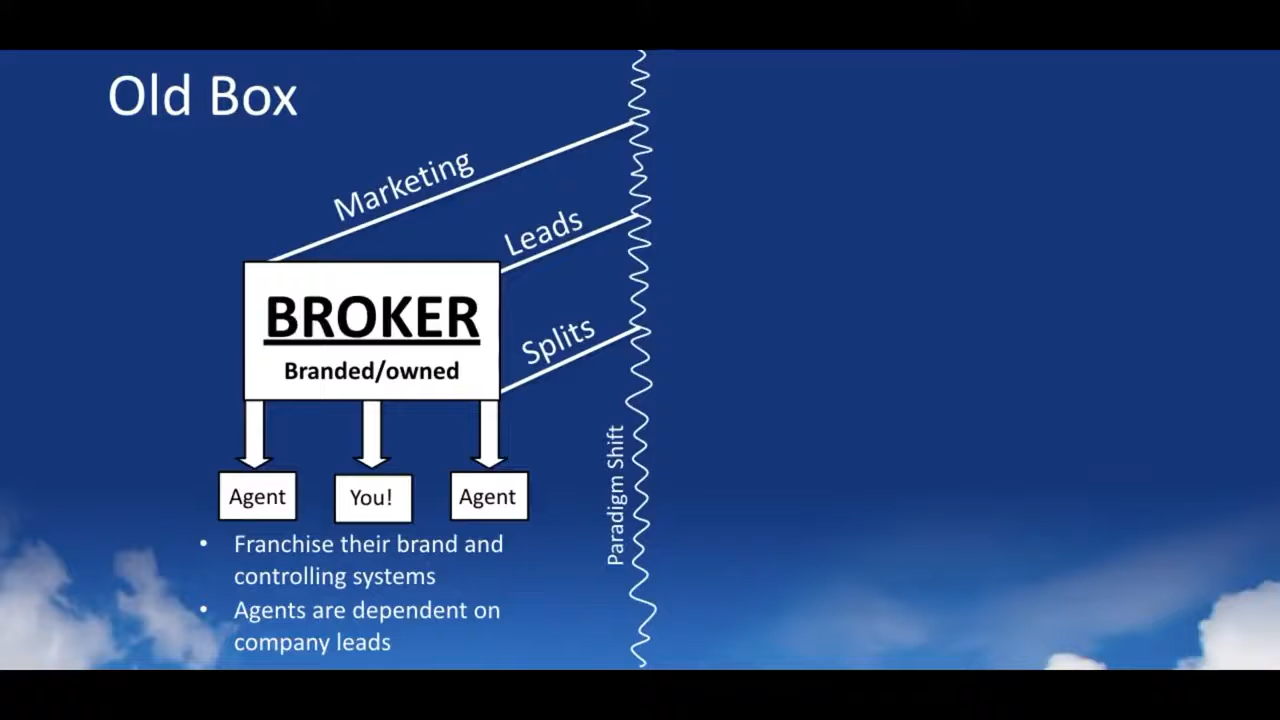 Old Box
Marketing
Leads
Splits
BROKER
Branded/owned
Agent
You!
Agent
Paradigm Shift
• Franchise their brand and
controlling systems
• Agents are dependent on
company leads